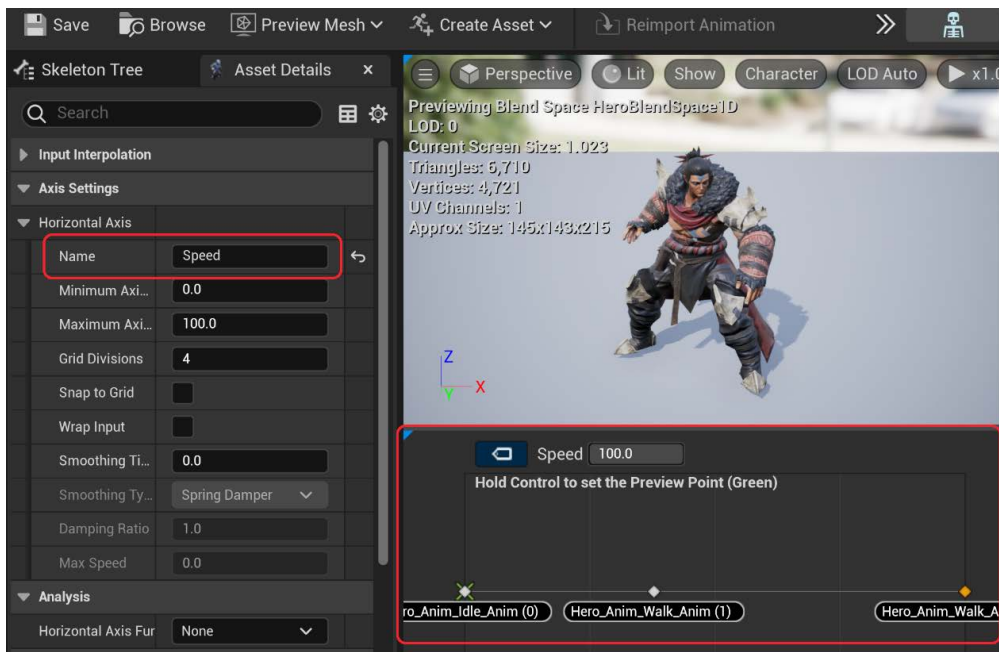 Save Browse Preview Mesh Create Asset Reimport Animation
Skeleton Tree Asset Details x
Search
Input Interpolation
Axis Settings
Horizontal Axis
Name Speed
Minimum Axi... 0.0
Maximum Axi... 100.0
Grid Divisions 4
Snap to Grid
Wrap Input
Smoothing Ti... 0.0
Smoothing Ty... Spring Damper
Damping Ratio 1.0
Max Speed 0.0
Analysis
Horizontal Axis Fur None
Perspective Lit Show Character LOD Auto x1.0
Previewing Blend Space HeroBlendSpace1D
LOD: 0
Current Screen Size: 1.023
Triangles: 6,710
Vertices: 4,721
UV Channels: 1
Approx Size: 145x143x215
Z
Y X
Speed 100.0
Hold Control to set the Preview Point (Green)
ro_Anim_Idle_Anim (0) Hero_Anim_Walk_Anim (1) Hero_Anim_Walk_A